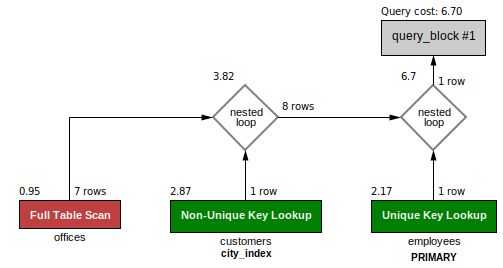 Query cost: 6.70
query_block #1
3.82
6.7
1 row
nested
loop
8 rows
nested
loop
0.95
7 rows
2.87
1 row
2.17
1 row
Full Table Scan
Non-Unique Key Lookup
Unique Key Lookup
offices
customers
employees
city_index
PRIMARY